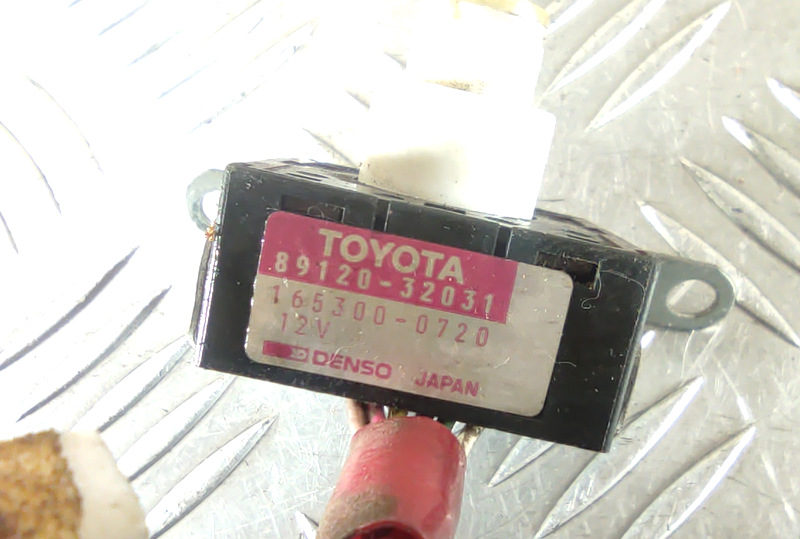 TOYOTA
89120-32031
165300-0720
12V
DENSO JAPAN